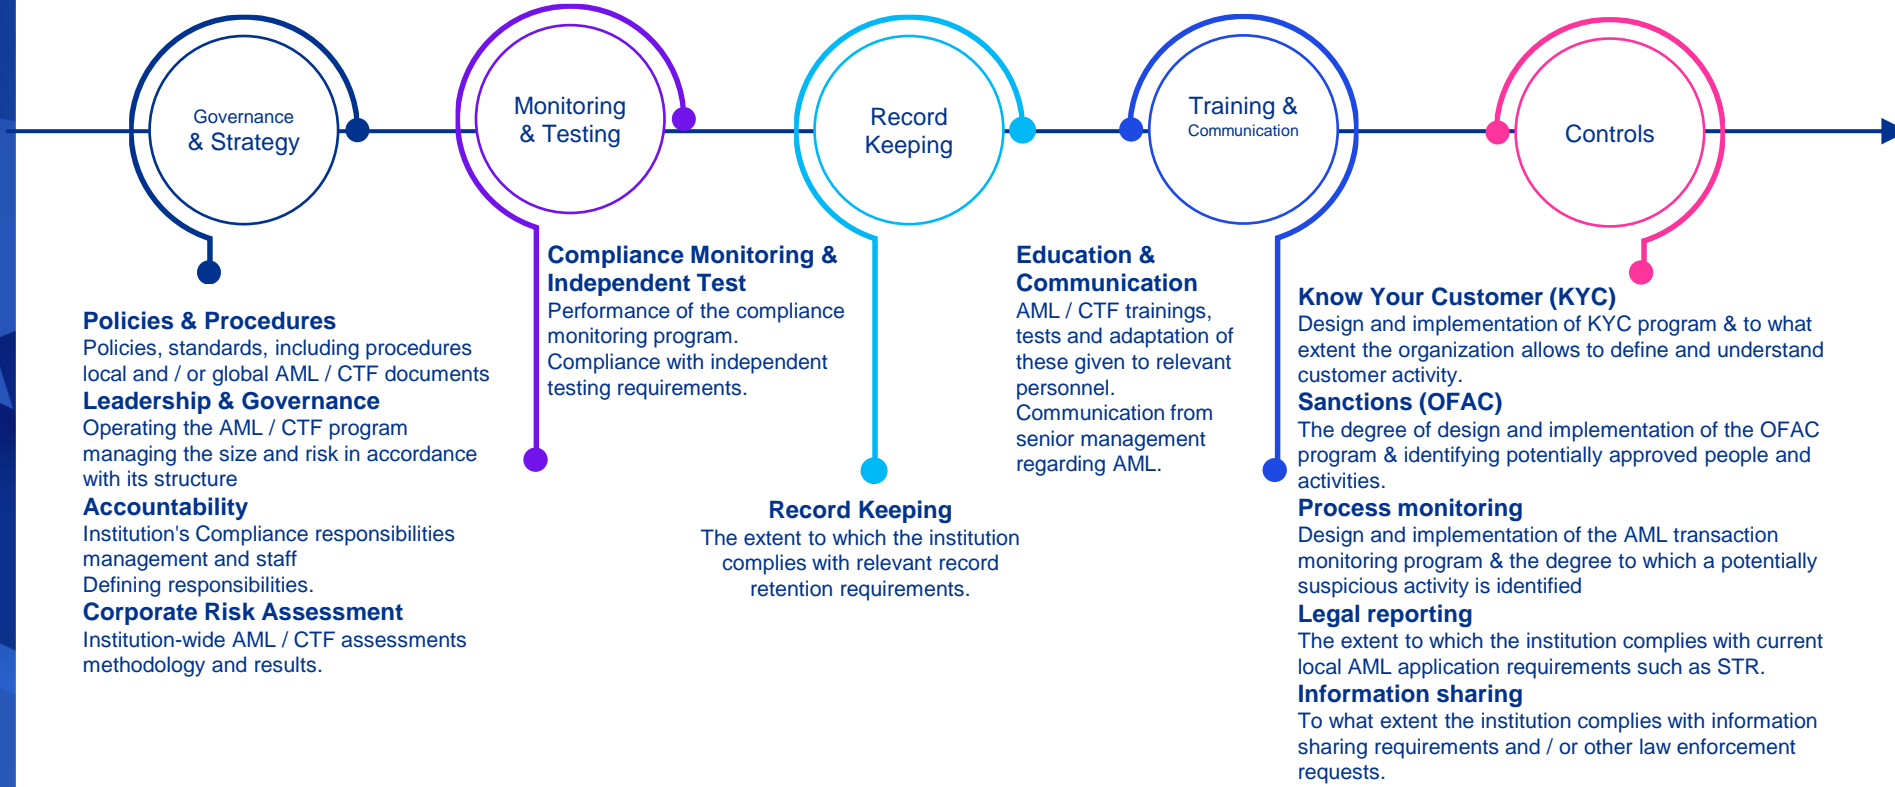 Governance
& Strategy
Monitoring
& Testing
Record
Keeping
Training &
Communication
Controls
Policies & Procedures
Policies, standards, including procedures
local and / or global AML / CTF documents
Leadership & Governance
Operating the AML / CTF program
managing the size and risk in accordance
with its structure
Accountability
Institution's Compliance responsibilities
management and staff
Defining responsibilities.
Corporate Risk Assessment
Institution-wide AML / CTF assessments
methodology and results.
Compliance Monitoring &
Independent Test
Performance of the compliance
monitoring program.
Compliance with independent
testing requirements.
Record Keeping
The extent to which the institution
complies with relevant record
retention requirements.
Education &
Communication
AML / CTF trainings,
tests and adaptation of
these given to relevant
personnel.
Communication from
senior management
regarding AML.
Know Your Customer (KYC)
Design and implementation of KYC program & to what
extent the organization allows to define and understand
customer activity.
Sanctions (OFAC)
The degree of design and implementation of the OFAC
program & identifying potentially approved people and
activities.
Process monitoring
Design and implementation of the AML transaction
monitoring program & the degree to which a potentially
suspicious activity is identified
Legal reporting
The extent to which the institution complies with current
local AML application requirements such as STR.
Information sharing
To what extent the institution complies with information
sharing requirements and / or other law enforcement
requests.